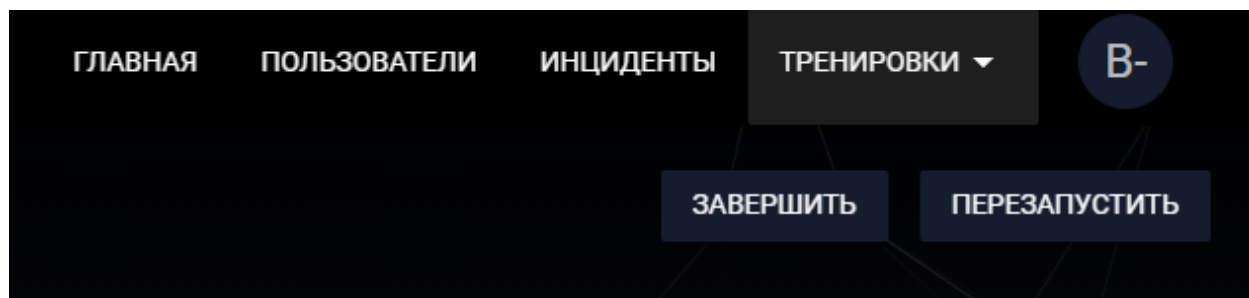 ГЛАВНАЯ ПОЛЬЗОВАТЕЛИ ИНЦИДЕНТЫ ТРЕНИРОВКИ В-
ЗАВЕРШИТЬ ПЕРЕЗАПУСТИТЬ